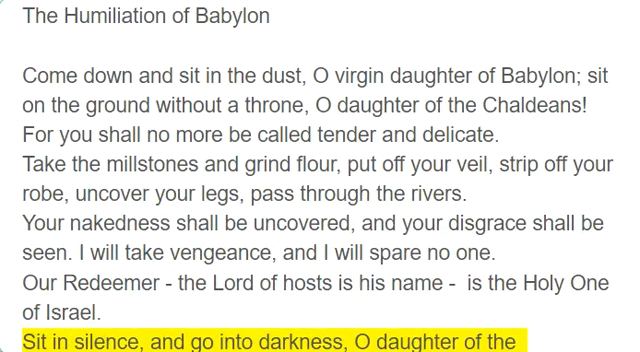 The Humiliation of Babylon
Come down and sit in the dust, O virgin daughter of Babylon; sit
on the ground without a throne, O daughter of the Chaldeans!
For you shall no more be called tender and delicate.
Take the millstones and grind flour, put off your veil, strip off your
robe, uncover your legs, pass through the rivers.
Your nakedness shall be uncovered, and your disgrace shall be
seen. I will take vengeance, and I will spare no one.
Our Redeemer - the Lord of hosts is his name -  is the Holy One
of Israel.
Sit in silence, and go into darkness, O daughter of the